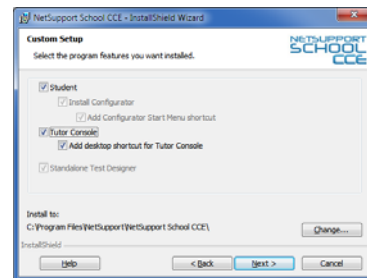 NetSupport School CCE - InstallShield Wizard
Custom Setup
Select the program features you want installed.
NETSUPPORT
SCHOOL
CCE
Student
Install Configurator
Add Configurator Start Menu shortcut
Tutor Console
Add desktop shortcut for Tutor Console
Standalone Test Designer
Install to:
C:\Program Files\NetSupport\NetSupport School CCE\
Change...
InstallShield
Help
< Back
Next >
Cancel